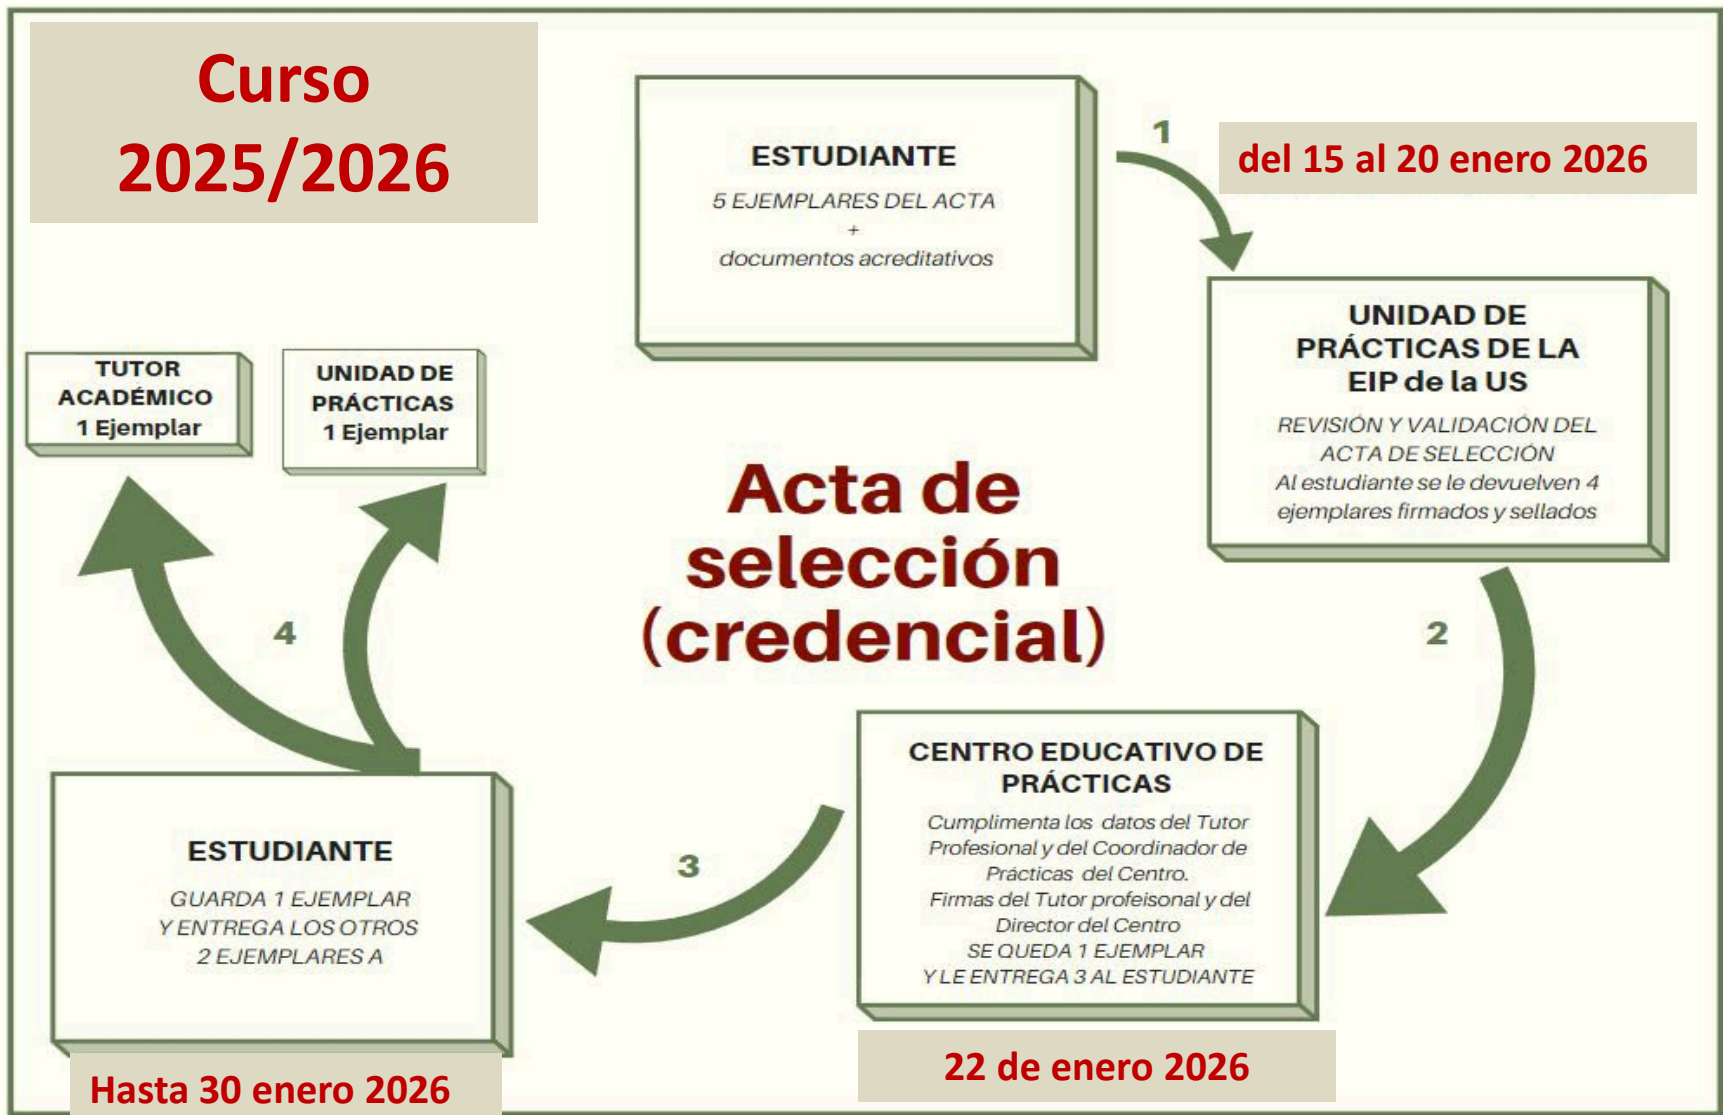 Curso
2025/2026
ESTUDIANTE
5 EJEMPLARES DEL ACTA
+
documentos acreditativos
1
del 15 al 20 enero 2026
UNIDAD DE
PRÁCTICAS DE LA
EIP de la US
REVISIÓN Y VALIDACIÓN DEL
ACTA DE SELECCIÓN
Al estudiante se le devuelven 4
ejemplares firmados y sellados
2
CENTRO EDUCATIVO DE
PRÁCTICAS
Cumplimenta los datos del Tutor
Profesional y del Coordinador de
Prácticas del Centro.
Firmas del Tutor profeisonal y del
Director del Centro
SE QUEDA 1 EJEMPLAR
Y LE ENTREGA 3 AL ESTUDIANTE
22 de enero 2026
3
ESTUDIANTE
GUARDA 1 EJEMPLAR
Y ENTREGA LOS OTROS
2 EJEMPLARES A
Hasta 30 enero 2026
4
TUTOR
ACADÉMICO
1 Ejemplar
UNIDAD DE
PRÁCTICAS
1 Ejemplar
Acta de
selección
(credencial)